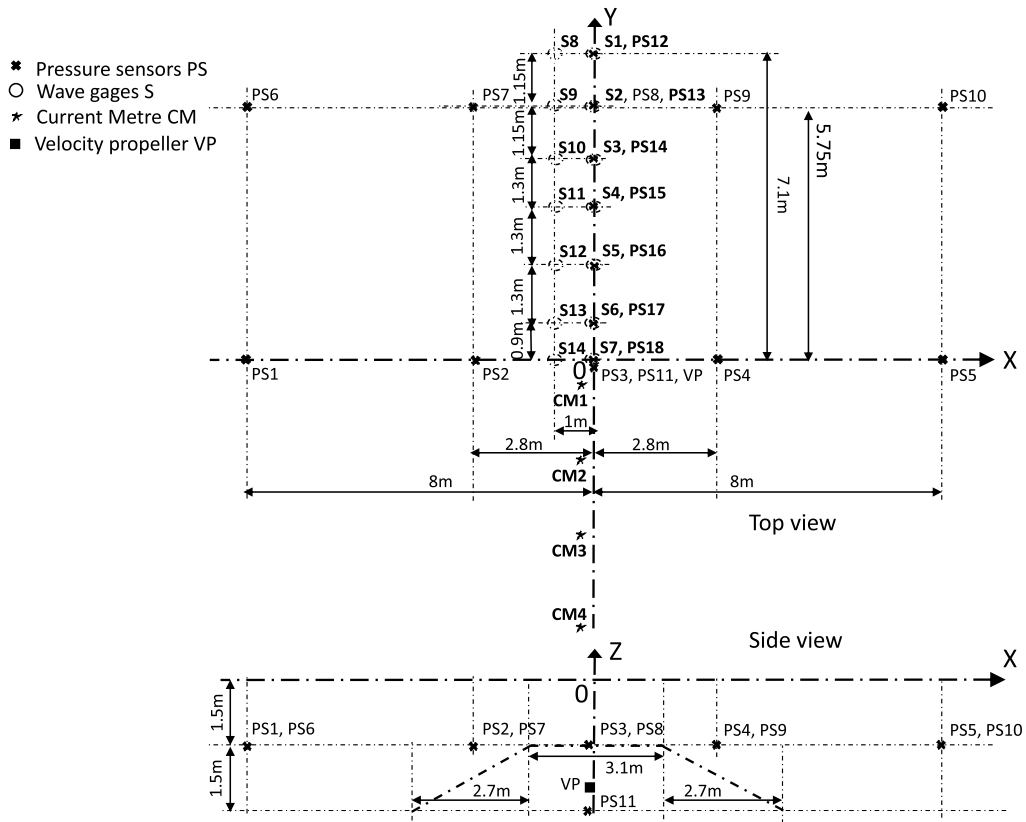 Y
S8 S1, PS12
Pressure sensors PS
Wave gages S
Current Metre CM
Velocity propeller VP
1.15m
PS6 PS7 S9 S2, PS8, PS13 PS9 PS10
1.15m
5.75m
S10 S3, PS14
1.3m
7.1m
S11 S4, PS15
1.3m
S12 S5, PS16
1.3m
S13 S6, PS17
0.9m
S14 S7, PS18
X
0
PS1 PS2 PS3, PS11, VP PS4 PS5
CM1
1m
2.8m 2.8m
CM2
8m 8m
Top view
CM3
CM4
Side view
Z
X
0
1.5m
PS1, PS6 PS2, PS7 PS3, PS8 PS4, PS9 PS5, PS10
1.5m
3.1m
VP
2.7m 2.7m
PS11